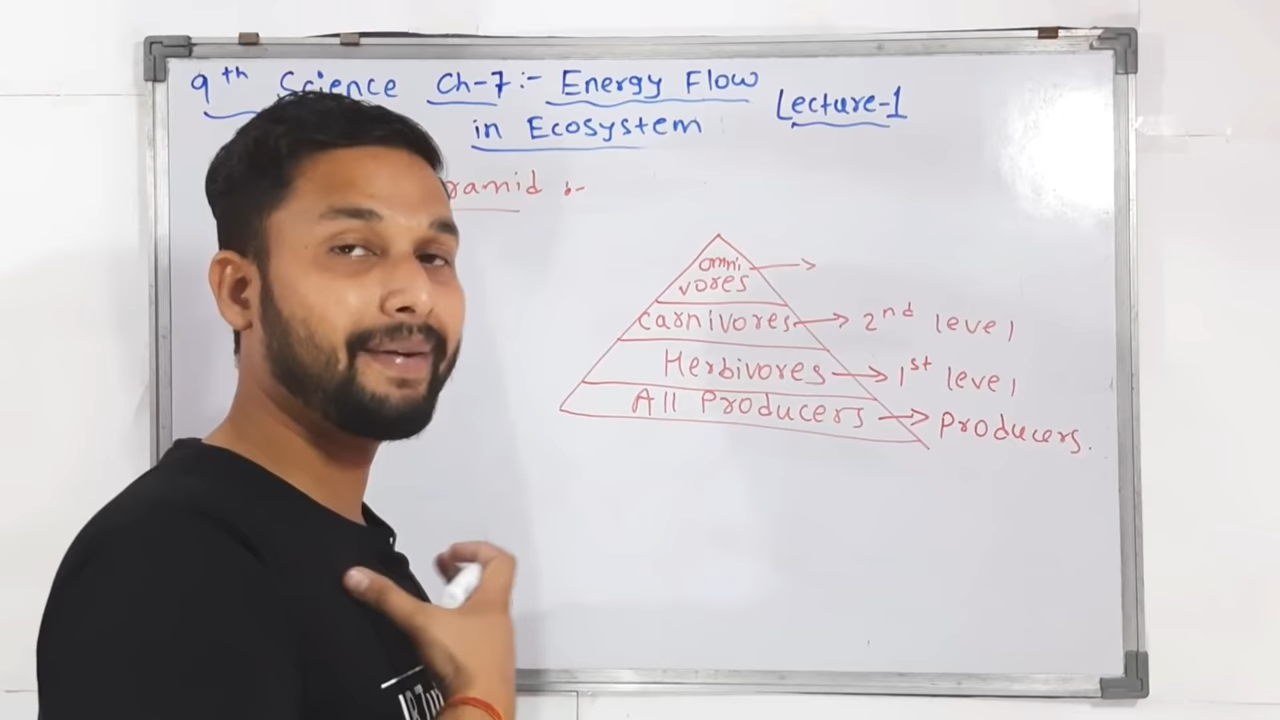 9th Science Ch-7:- Energy Flow
in Ecosystem
Lecture-1
omni
vores
carnivores → 2nd level
Herbivores → 1st level
All Producers → Producers.